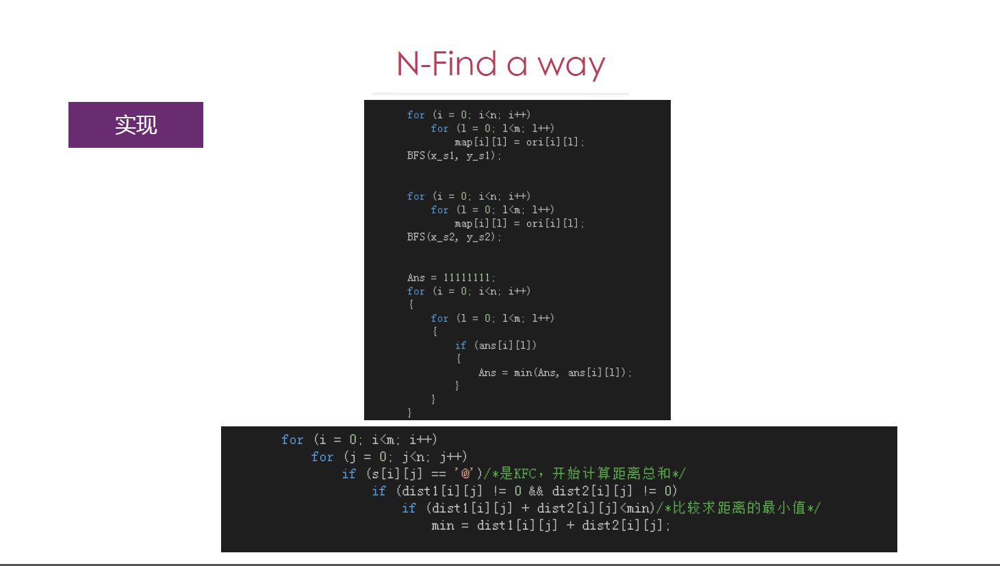 N-Find a way
实现
for (i = 0; i<n; i++)
for (l = 0; l<m; l++)
map[i][l] = ori[i][l];
BFS(x_s1, y_s1);
for (i = 0; i<n; i++)
for (l = 0; l<m; l++)
map[i][l] = ori[i][l];
BFS(x_s2, y_s2);
Ans = 11111111;
for (i = 0; i<n; i++)
{
for (l = 0; l<m; l++)
{
if (ans[i][l])
{
Ans = min(Ans, ans[i][l]);
}
}
}
for (i = 0; i<m; i++)
for (j = 0; j<n; j++)
if (s[i][j] == '@')/*是KFC，开始计算距离总和*/
if (dist1[i][j] != 0 && dist2[i][j] != 0)
if (dist1[i][j] + dist2[i][j]<min)/*比较求距离的最小值*/
min = dist1[i][j] + dist2[i][j];